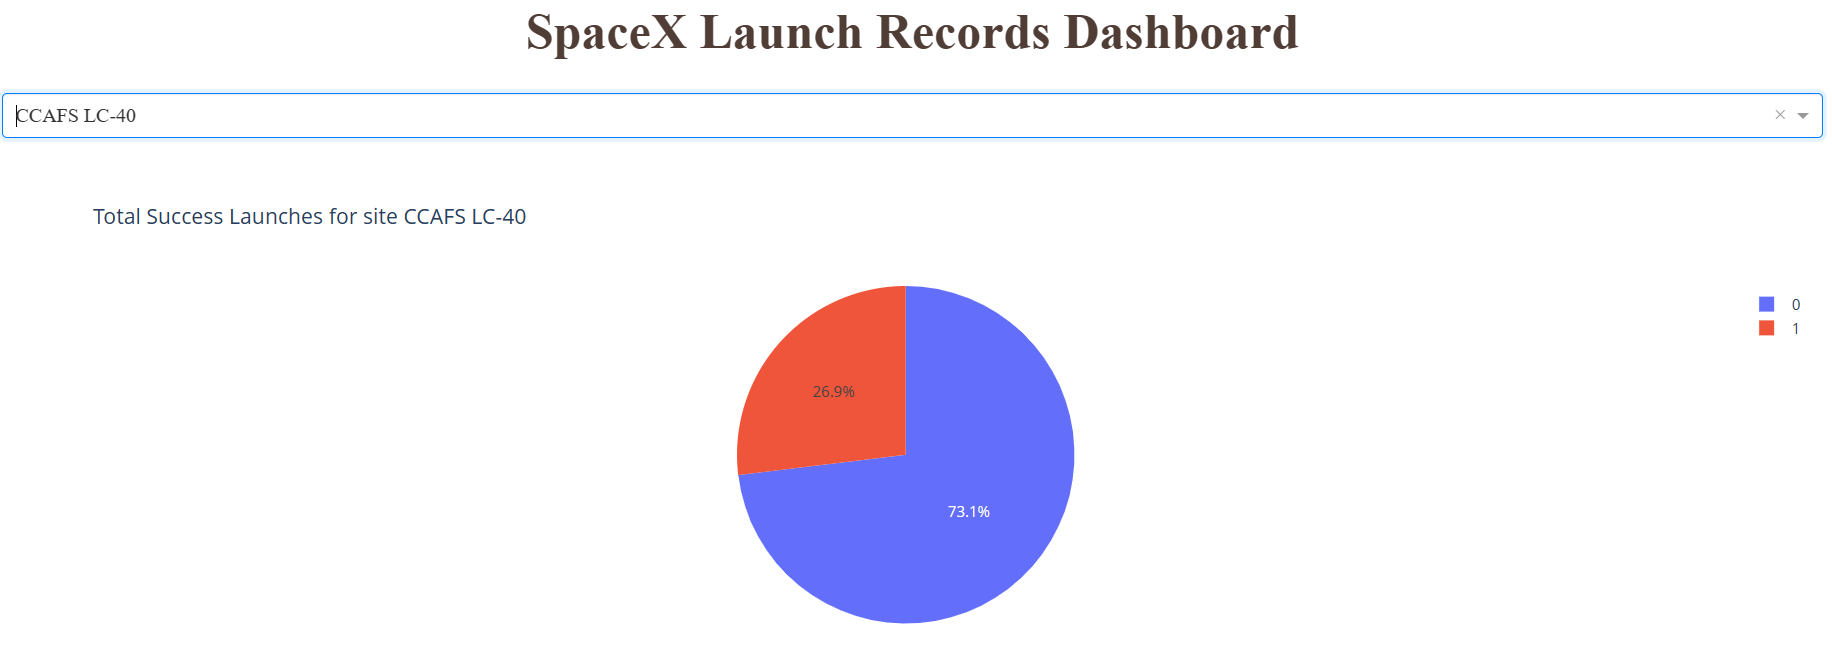 SpaceX Launch Records Dashboard
CCAFS LC-40
×
Total Success Launches for site CCAFS LC-40
0
1
26.9%
73.1%